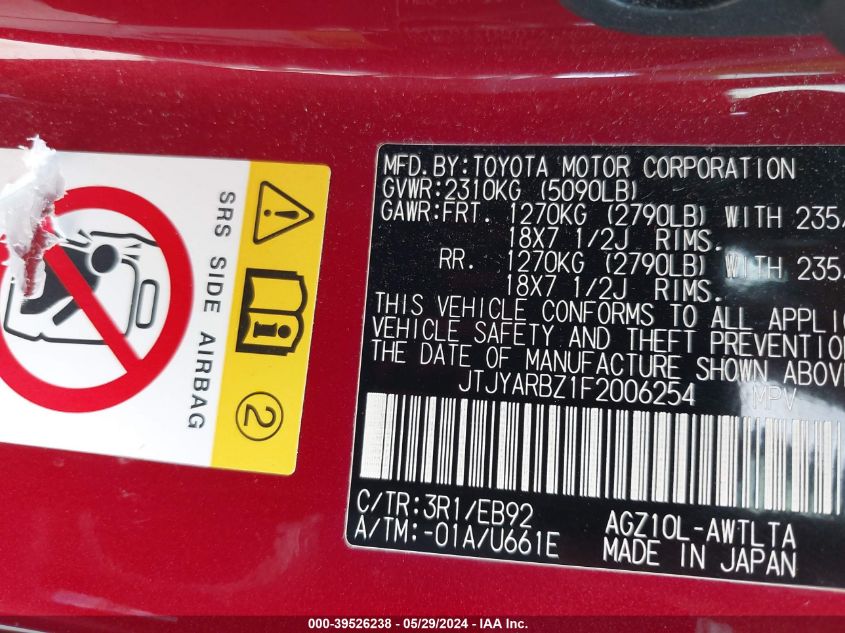 SRS SIDE AIRBAG
2
MFD.BY:TOYOTA MOTOR CORPORATION
GVWR:2310KG (5090LB)
GAWR:FRT. 1270KG (2790LB) WITH 235/
18X7 1/2J RIMS.
RR. 1270KG (2790LB) WITH 235
18X7 1/2J RIMS.
THIS VEHICLE CONFORMS TO ALL APPLIC
VEHICLE SAFETY AND THEFT PREVENTION
THE DATE OF MANUFACTURE SHOWN ABOVE
JTJYARBZ1F2006254 MPV
C/TR:3R1/EB92 AGZ10L-AWTLTA
A/TM:-01A/U661E MADE IN JAPAN
000-39526238 - 05/29/2024 - IAA Inc.